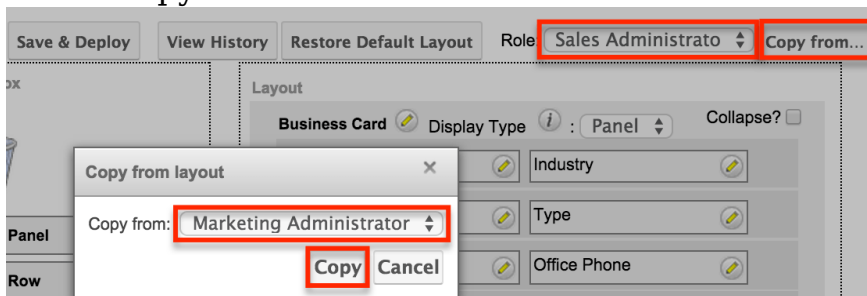 Save & Deploy View History Restore Default Layout Role Sales Administrato Copy from...
Layout
Business Card Display Type i : Panel Collapse?
Copy from layout ×
Industry
Copy from: Marketing Administrator
Type
Panel
Copy Cancel
Office Phone
Row